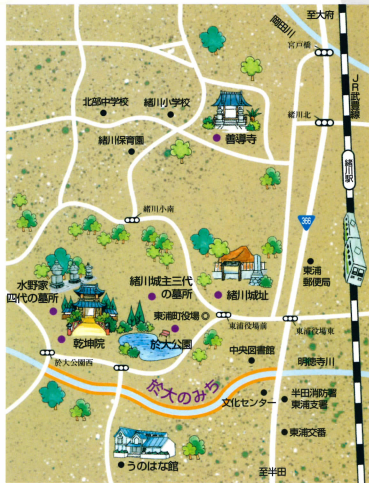 至大府
岡田川
宮戸橋
JR武豊線
北部中学校
緒川小学校
緒川北
緒川保育園
善導寺
緒川駅
緒川小南
366
水野家
四代の墓所
緒川城主三代
の墓所
緒川城址
東浦
郵便局
東浦町役場
東浦役場前
東浦役場東
乾坤院
於大公園
於大公園西
中央図書館
明徳寺川
於大のみち
文化センター
半田消防署
東浦支署
東浦交番
うのはな館
至半田